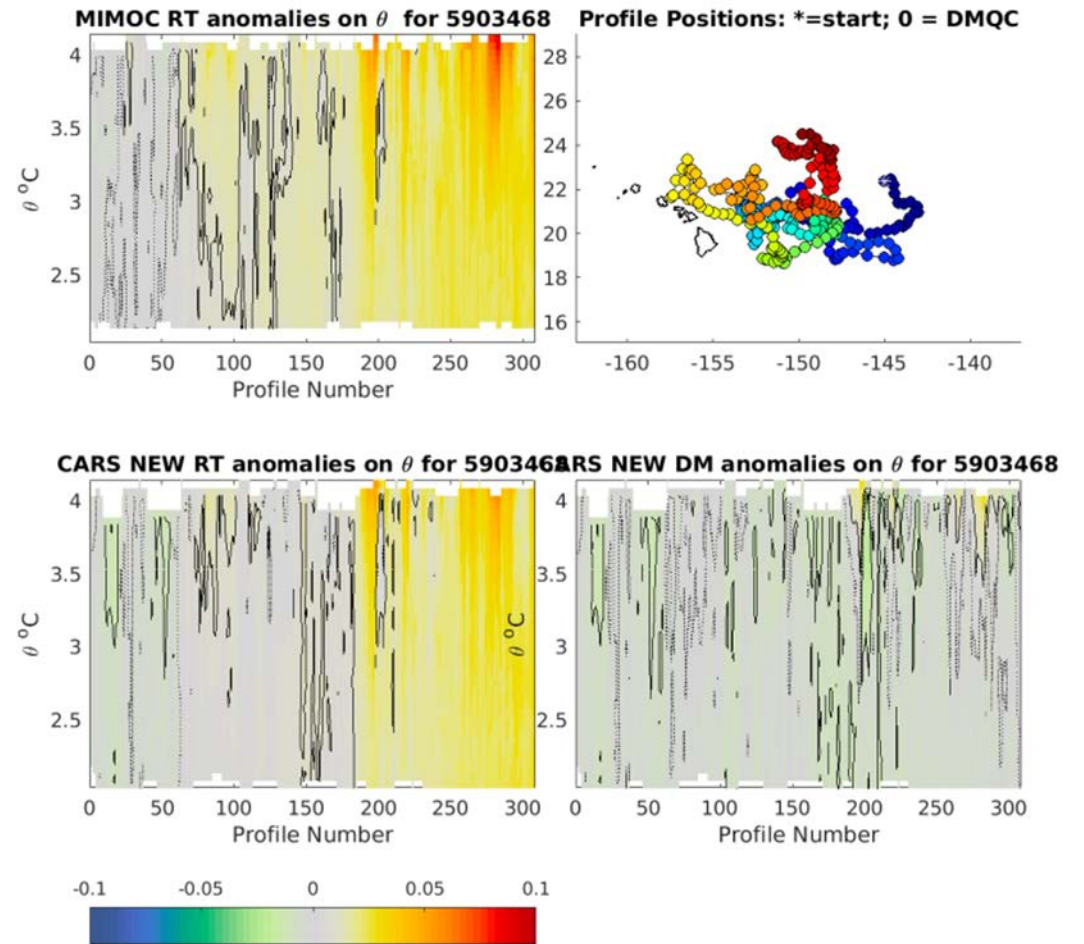 MIMOC RT anomalies on θ for 5903468
Profile Positions: *=start; 0 = DMQC
4
3.5
3
2.5
θ °C
0 50 100 150 200 250 300
Profile Number
28
26
24
22
20
18
16
-160 -155 -150 -145 -140
CARS NEW RT anomalies on θ for 5903468
ARS NEW DM anomalies on θ for 5903468
4
3.5
3
2.5
θ °C
0 50 100 150 200 250 300
Profile Number
4
3.5
3
2.5
θ °C
0 50 100 150 200 250 300
Profile Number
-0.1 -0.05 0 0.05 0.1